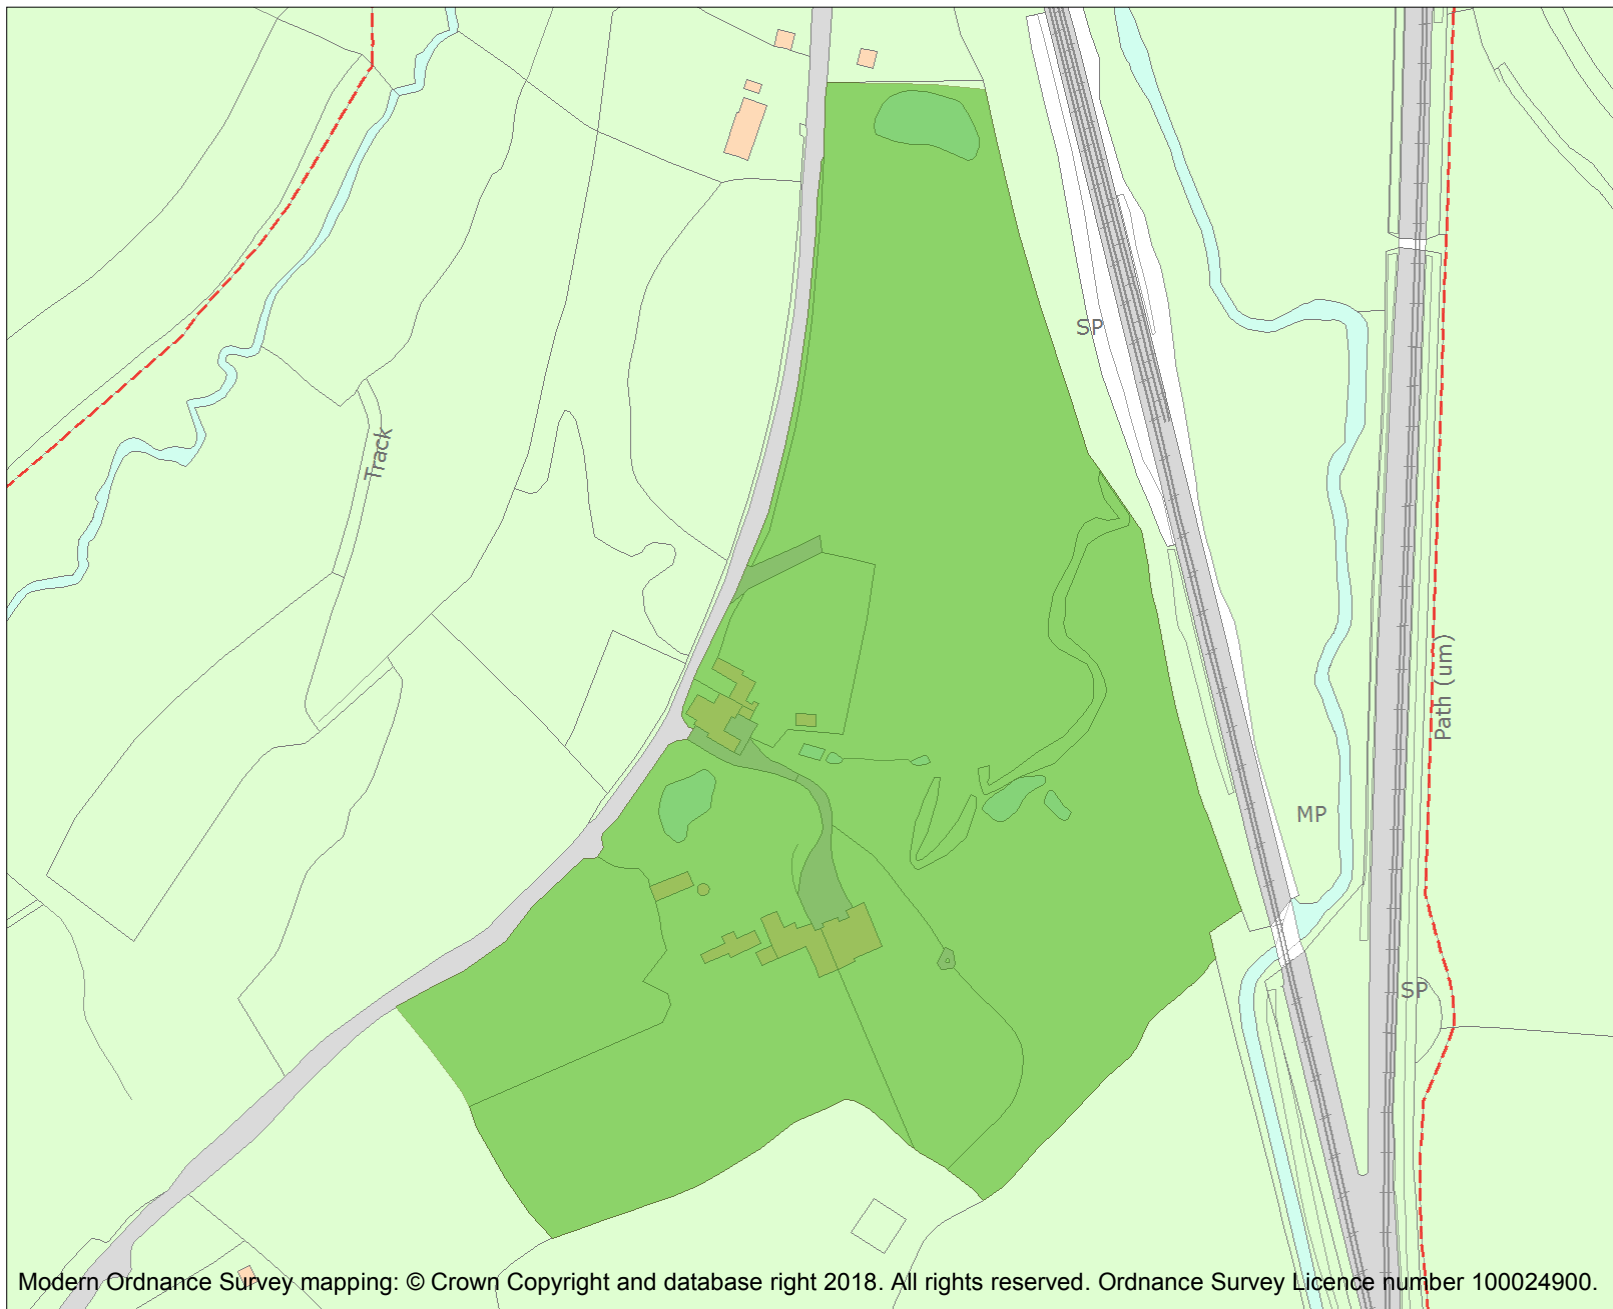 SP
Track
Path (um)
MP
SP
Modern Ordnance Survey mapping: © Crown Copyright and database right 2018. All rights reserved. Ordnance Survey Licence number 100024900.